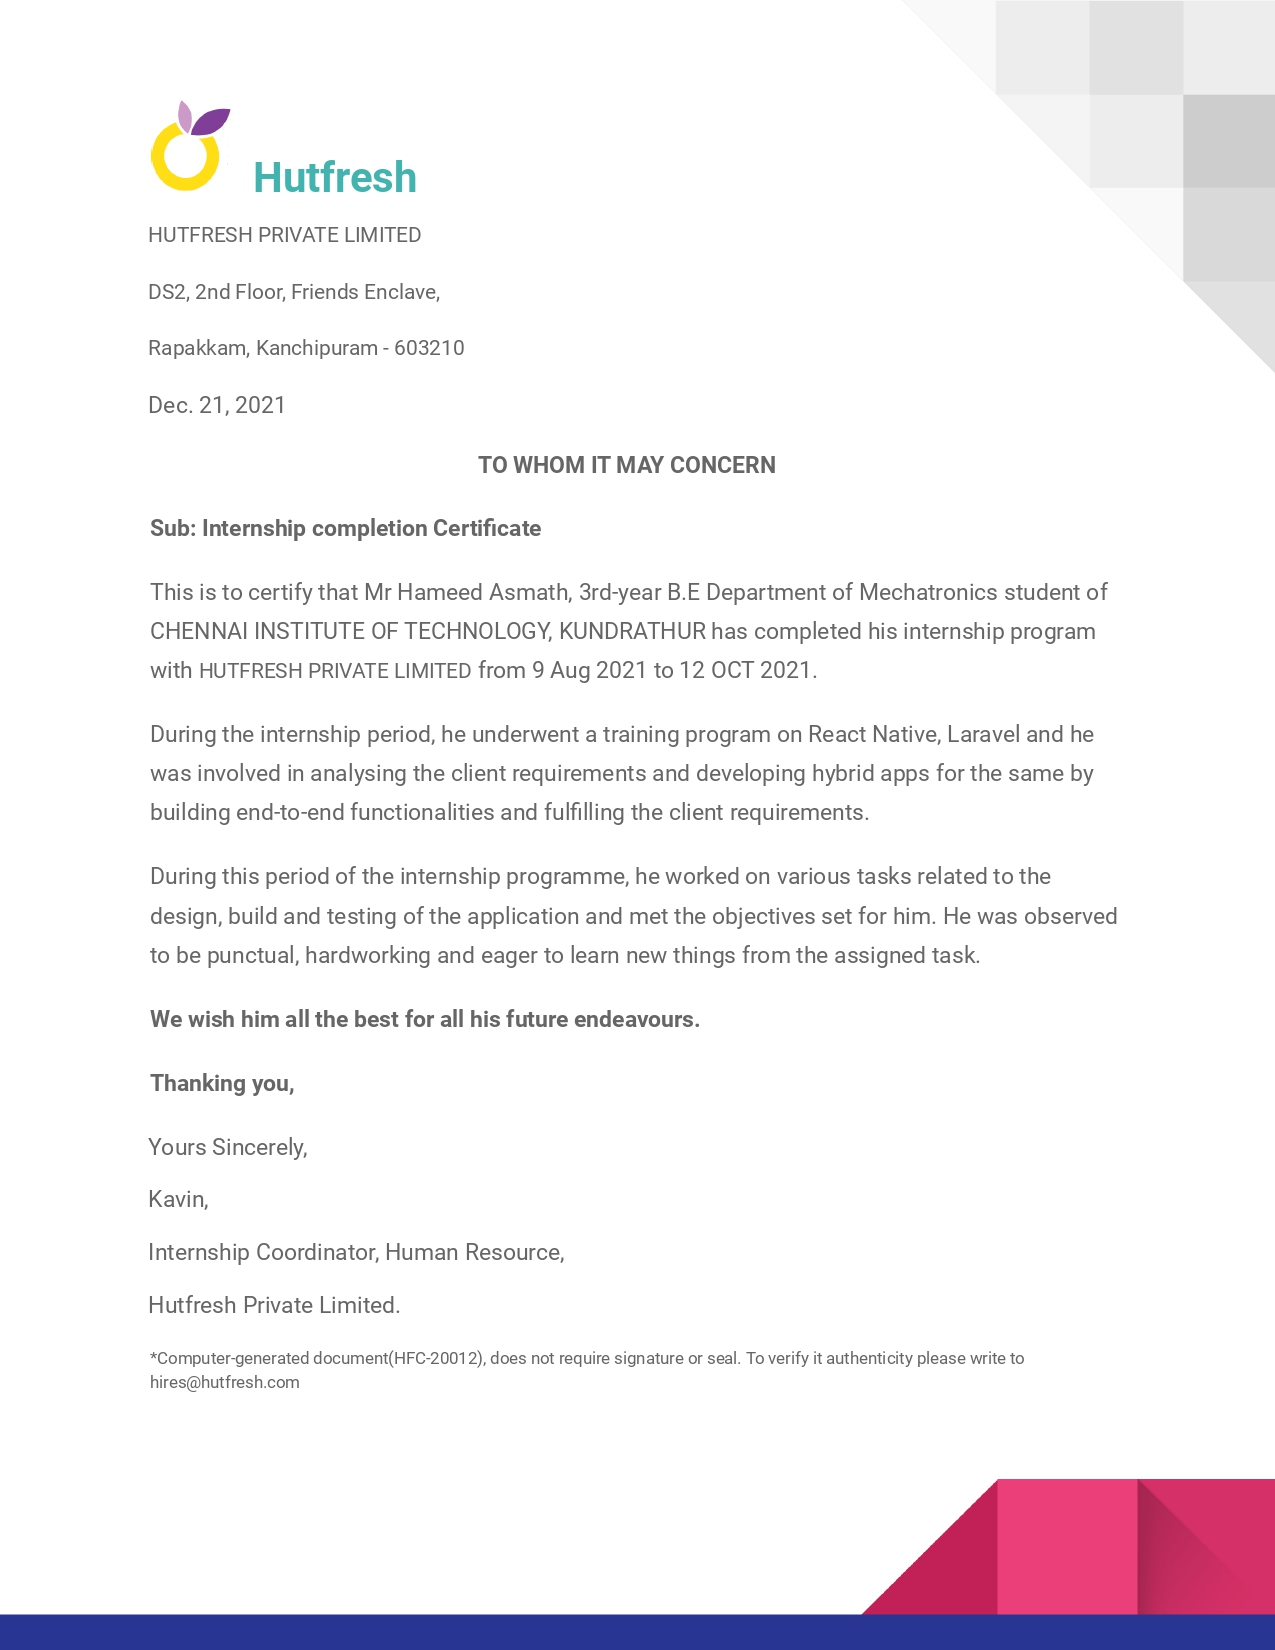 Hutfresh
HUTFRESH PRIVATE LIMITED
DS2, 2nd Floor, Friends Enclave,
Rapakkam, Kanchipuram - 603210
Dec. 21, 2021
TO WHOM IT MAY CONCERN
Sub: Internship completion Certificate
This is to certify that Mr Hameed Asmath, 3rd-year B.E Department of Mechatronics student of
CHENNAI INSTITUTE OF TECHNOLOGY, KUNDRATHUR has completed his internship program
with HUTFRESH PRIVATE LIMITED from 9 Aug 2021 to 12 OCT 2021.
During the internship period, he underwent a training program on React Native, Laravel and he
was involved in analysing the client requirements and developing hybrid apps for the same by
building end-to-end functionalities and fulfilling the client requirements.
During this period of the internship programme, he worked on various tasks related to the
design, build and testing of the application and met the objectives set for him. He was observed
to be punctual, hardworking and eager to learn new things from the assigned task.
We wish him all the best for all his future endeavours.
Thanking you,
Yours Sincerely,
Kavin,
Internship Coordinator, Human Resource,
Hutfresh Private Limited.
*Computer-generated document(HFC-20012), does not require signature or seal. To verify it authenticity please write to
hires@hutfresh.com